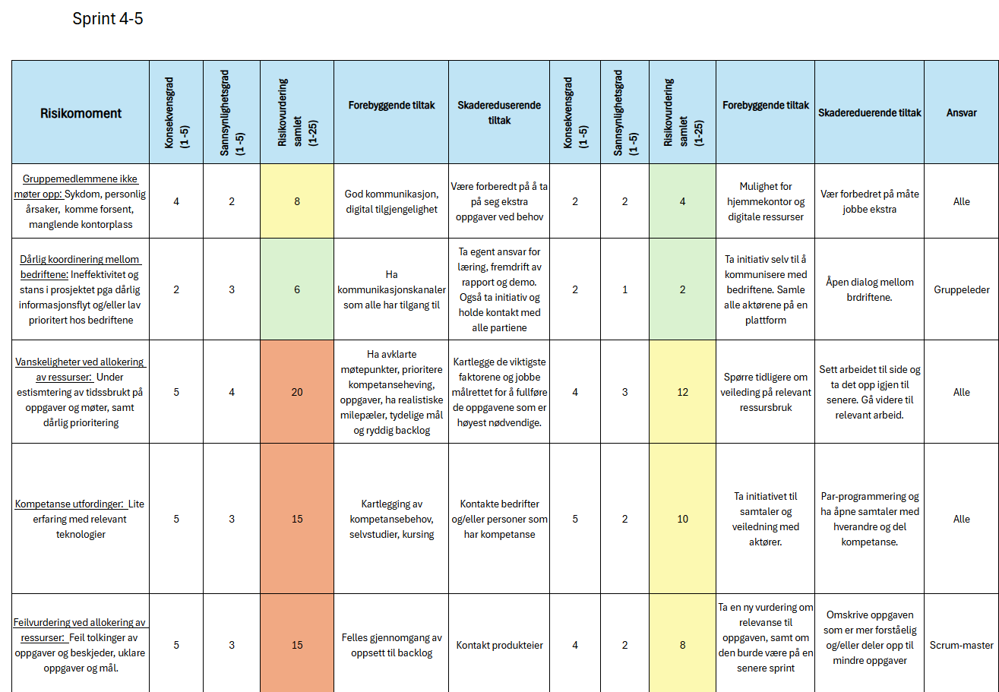 Sprint 4-5
Risikomoment
Konsekvensgrad
(1 -5)
Sannsynlighetsgrad
(1 -5)
Risikovurdering
samlet
(1-25)
Forebyggende tiltak
Skadereduserende
tiltak
Konsekvensgrad
(1 -5)
Sannsynlighetsgrad
(1 -5)
Risikovurdering
samlet
(1-25)
Forebyggende tiltak
Skadereduerende tiltak
Ansvar
Gruppemedlemmene ikke
møter opp: Sykdom, personlig
årsaker, komme forsent,
manglende kontorplass
4
2
8
God kommunikasjon,
digital tilgjengelighet
Være forberedt på å ta
på seg ekstra
oppgaver ved behov
2
2
4
Mulighet for
hjemmekontor og
digitale ressurser
Vær forbedret på måte
jobbe ekstra
Alle
Dårlig koordinering mellom
bedriftene: Ineffektivitet og
stans i prosjektet pga dårlig
informasjonsflyt og/eller lav
prioritert hos bedriftene
2
3
6
Ha
kommunikasjonskanaler
som alle har tilgang til
Ta egent ansvar for
læring, fremdrift av
rapport og demo.
Også ta initiativ og
holde kontakt med
alle partiene
2
1
2
Ta initiativ selv til å
kommunisere med
bedriftene. Samle
alle aktørene på en
plattform
Åpen dialog mellom
brdriftene.
Gruppeleder
Vanskeligheter ved allokering
av ressurser: Under
estismtering av tidssbrukt på
oppgaver og møter, samt
dårlig prioritering
5
4
20
Ha avklarte
møtepunkter, prioritere
kompetanseheving,
oppgaver, ha realistiske
milepæler, tydelige mål
og ryddig backlog
Kartlegge de viktigste
faktorene og jobbe
målrettet for å fullføre
de oppgavene som er
høyest nødvendige.
4
3
12
Spørre tidligere om
veileding på relevant
ressursbruk
Sett arbeidet til side og
ta det opp igjen til
senere. Gå videre til
relevant arbeid.
Alle
Kompetanse utfordinger: Lite
erfaring med relevant
teknologier
5
3
15
Kartlegging av
kompetansebehov,
selvstudier, kursing
Kontakte bedrifter
og/eller personer som
har kompetanse
5
2
10
Ta initiativet til
samtaler og
veiledning med
aktører.
Par-programmering og
ha åpne samtaler med
hverandre og del
kompetanse.
Alle
Feilvurdering ved allokering av
ressurser: Feil tolkinger av
oppgaver og beskjeder, uklare
oppgaver og mål.
5
3
15
Felles gjennomgang av
oppsett til backlog
Kontakt produkteier
4
2
8
Ta en ny vurdering om
relevanse til
oppgaven, samt om
den burde være på en
senere sprint
Omskrive oppgaven
som er mer forståelig
og/eller deler opp til
mindre oppgaver
Scrum-master